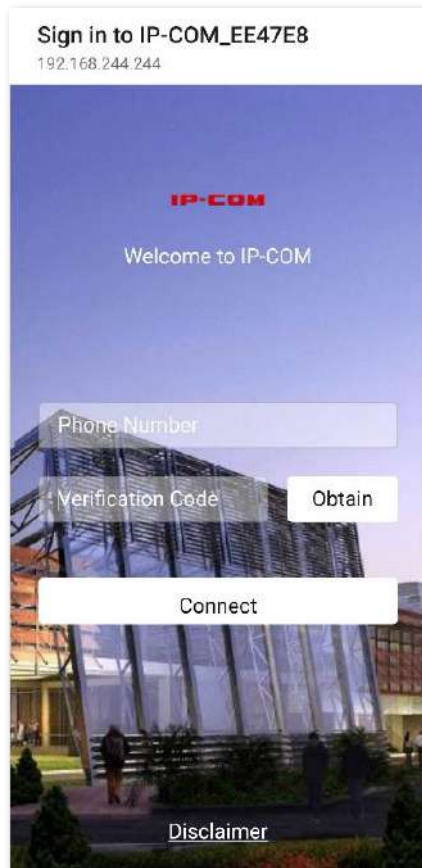 Sign in to IP-COM_EE47E8
192.168.244.244
IP-COM
Welcome to IP-COM
Phone Number
Verification Code
Obtain
Connect
Disclaimer